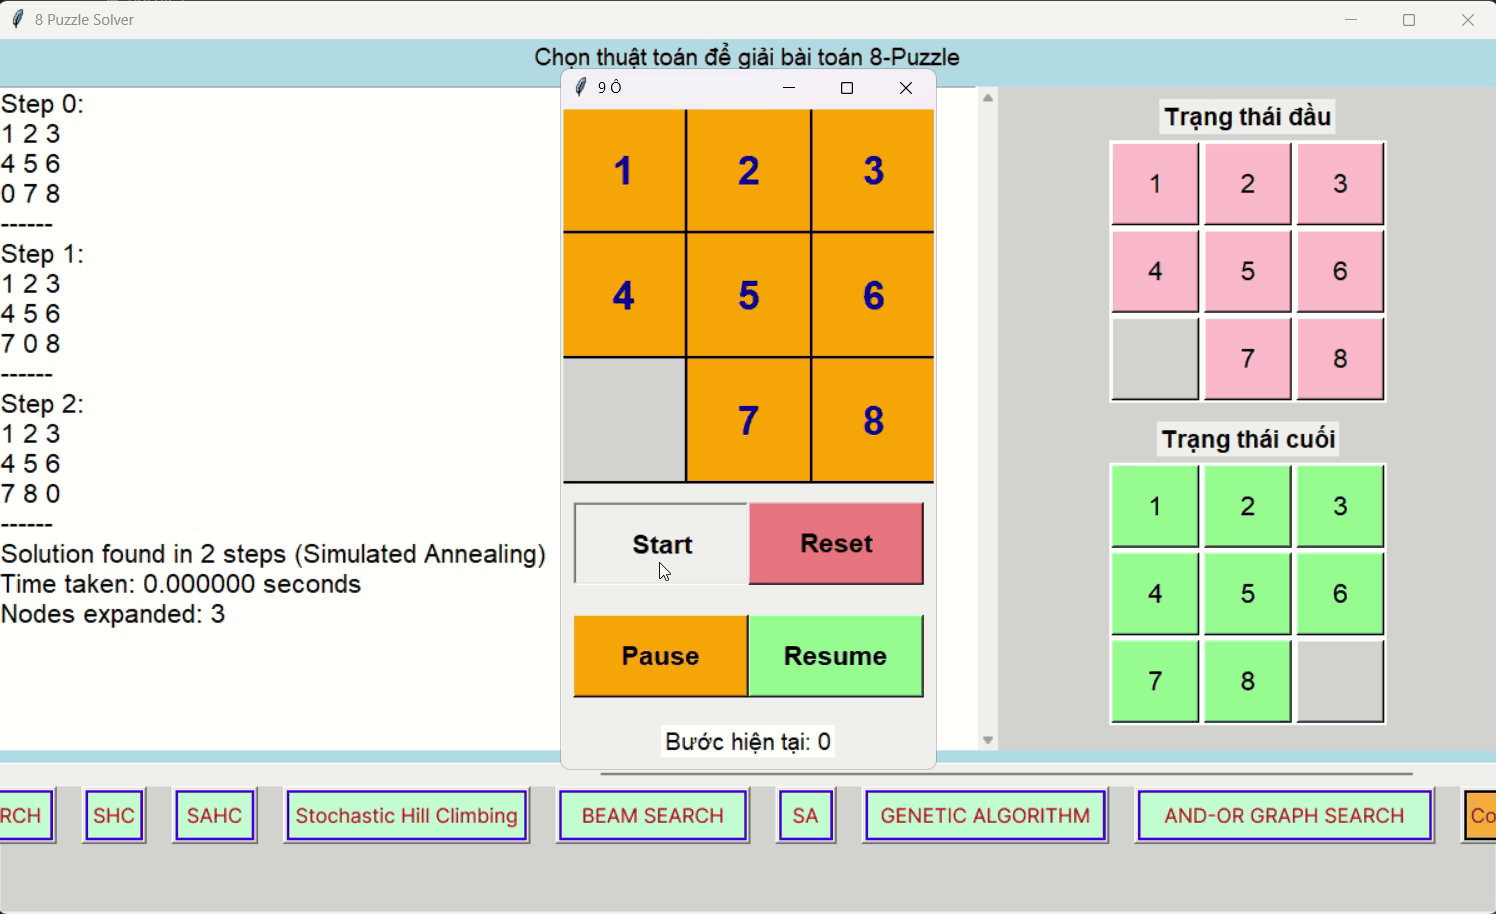 8 Puzzle Solver
Chọn thuật toán để giải bài toán 8-Puzzle
Step 0:
1 2 3
4 5 6
0 7 8
------
Step 1:
1 2 3
4 5 6
7 0 8
------
Step 2:
1 2 3
4 5 6
7 8 0
------
Solution found in 2 steps (Simulated Annealing)
Time taken: 0.000000 seconds
Nodes expanded: 3
9 Ô
1 2 3
4 5 6
7 8
Start Reset
Pause Resume
Bước hiện tại: 0
Trạng thái đầu
1 2 3
4 5 6
7 8
Trạng thái cuối
1 2 3
4 5 6
7 8
RCH SHC SAHC Stochastic Hill Climbing BEAM SEARCH SA GENETIC ALGORITHM AND-OR GRAPH SEARCH Co